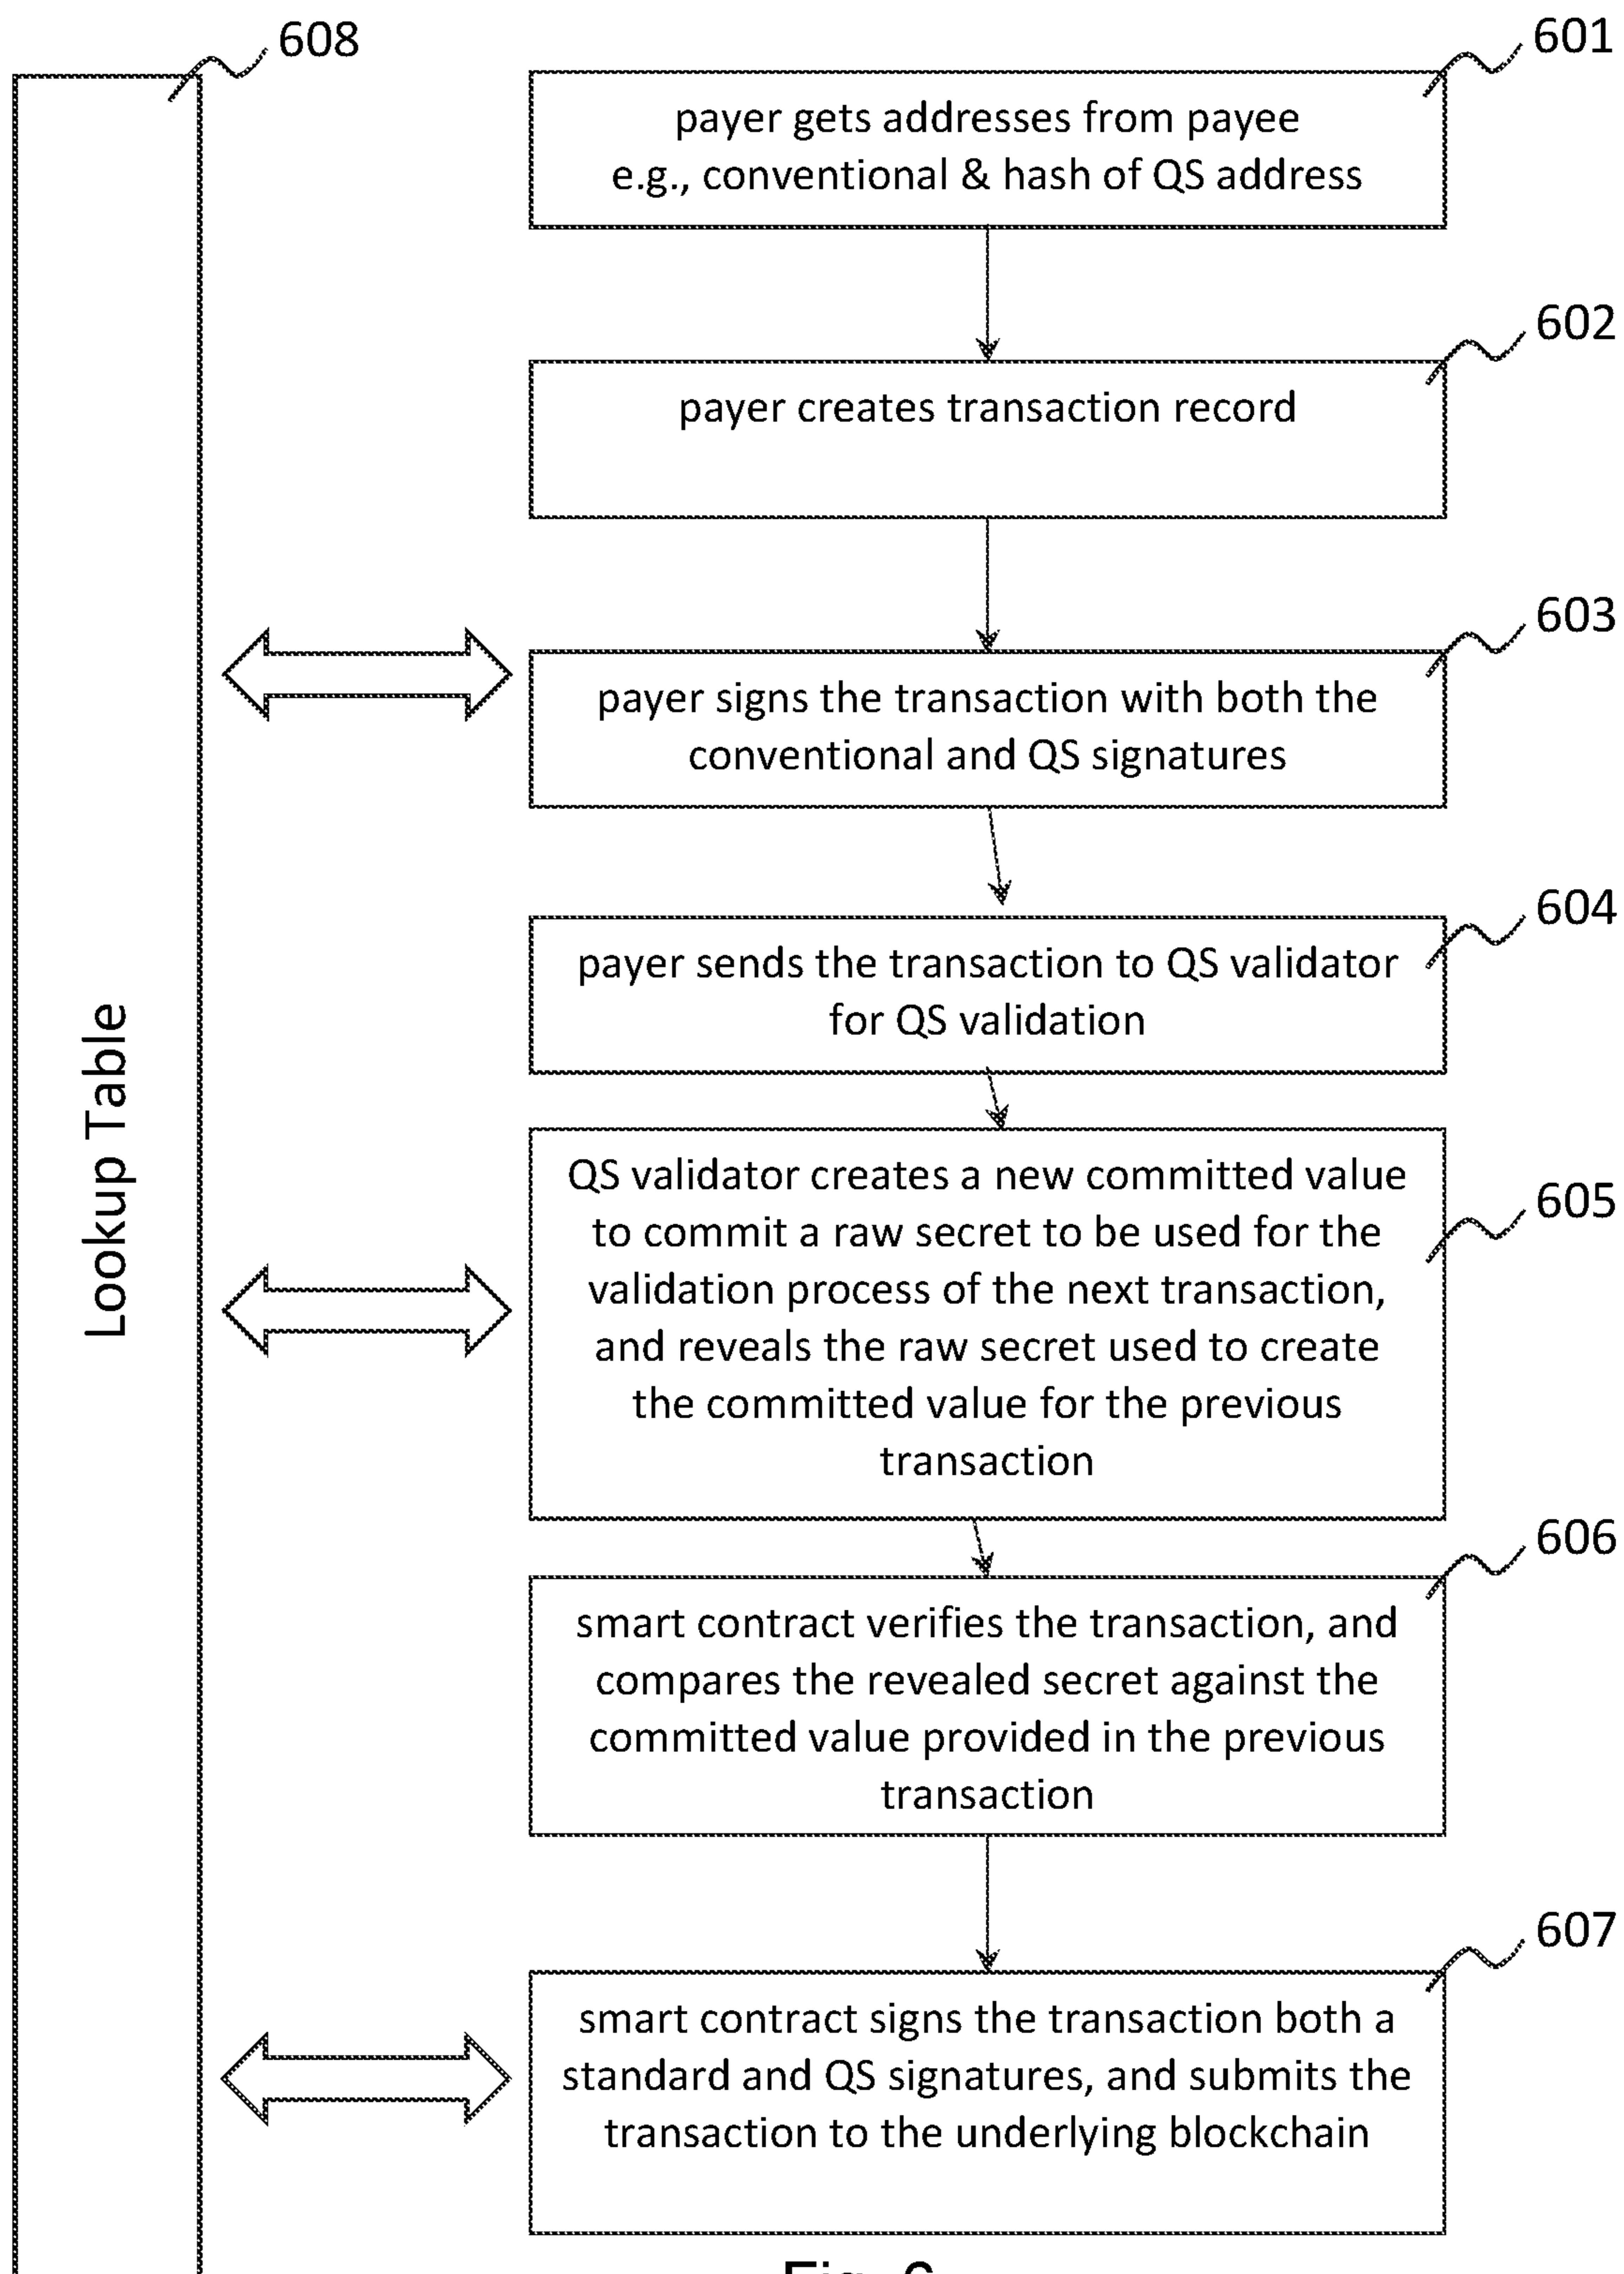 608
601
payer gets addresses from payee
e.g., conventional & hash of QS address
602
payer creates transaction record
603
payer signs the transaction with both the
conventional and QS signatures
604
payer sends the transaction to QS validator
for QS validation
Lookup Table
605
QS validator creates a new committed value
to commit a raw secret to be used for the
validation process of the next transaction,
and reveals the raw secret used to create
the committed value for the previous
transaction
606
smart contract verifies the transaction, and
compares the revealed secret against the
committed value provided in the previous
transaction
607
smart contract signs the transaction both a
standard and QS signatures, and submits the
transaction to the underlying blockchain